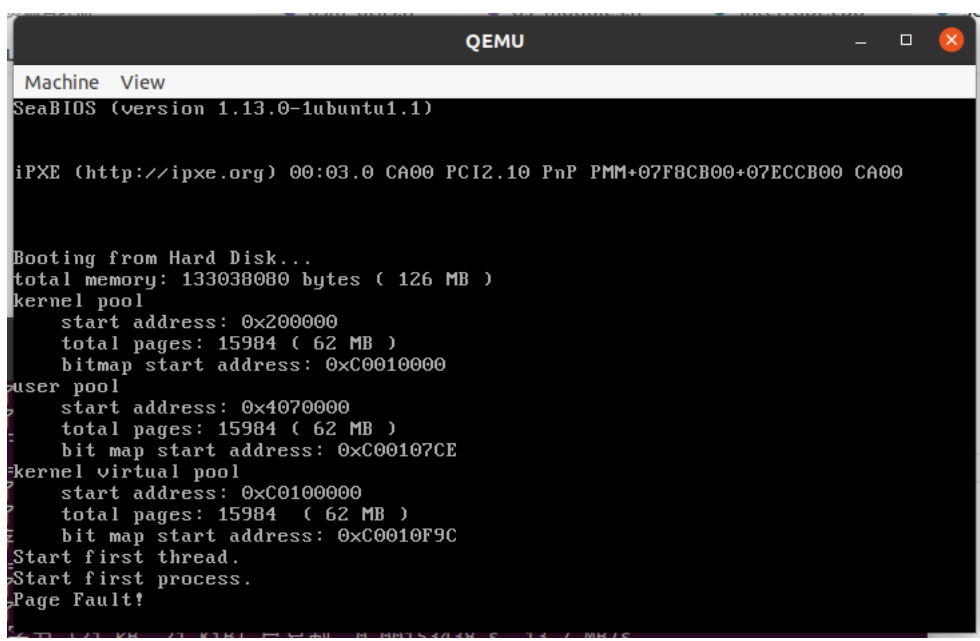 QEMU
Machine View
SeaBIOS (version 1.13.0-1ubuntu1.1)
iPXE (http://ipxe.org) 00:03.0 CA00 PCI2.10 PnP PMM+07F8CB00+07ECCB00 CA00
Booting from Hard Disk...
total memory: 133038080 bytes ( 126 MB )
kernel pool
start address: 0x200000
total pages: 15984 ( 62 MB )
bitmap start address: 0xC0010000
user pool
start address: 0x4070000
total pages: 15984 ( 62 MB )
bit map start address: 0xC00107CE
kernel virtual pool
start address: 0xC0100000
total pages: 15984  ( 62 MB )
bit map start address: 0xC0010F9C
Start first thread.
Start first process.
Page Fault!